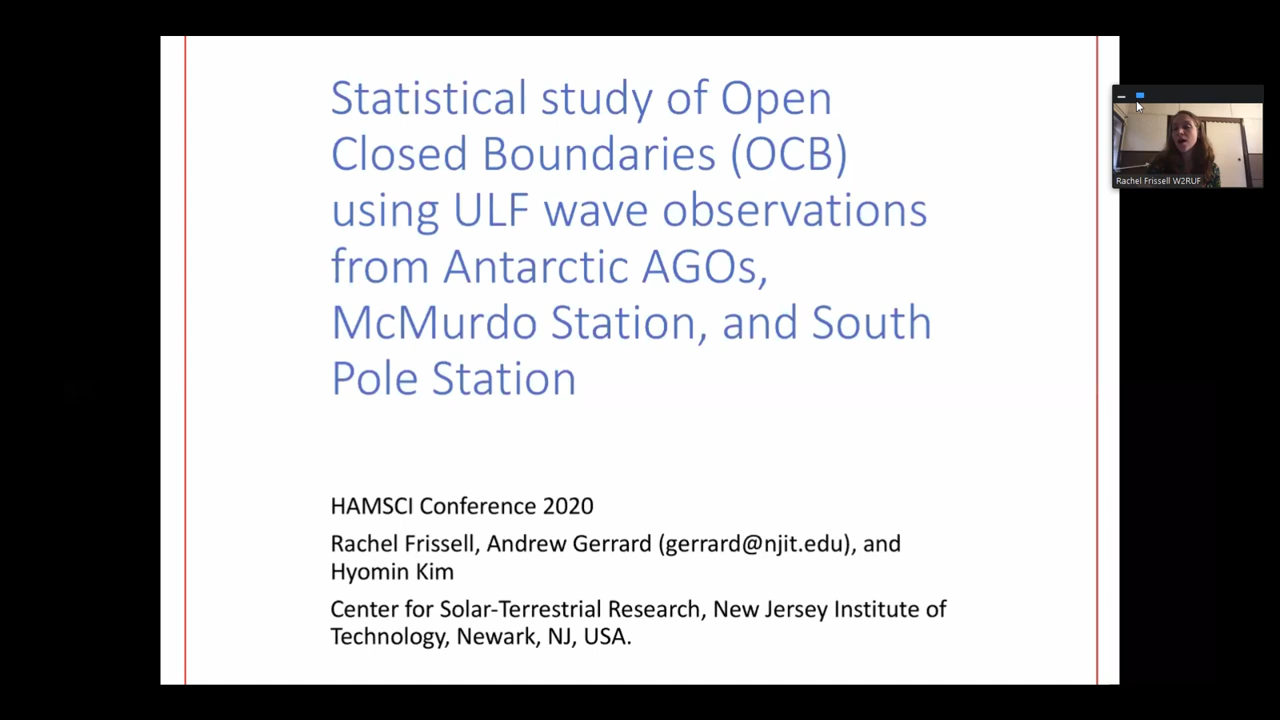 Statistical study of Open
Closed Boundaries (OCB)
using ULF wave observations
from Antarctic AGOs,
McMurdo Station, and South
Pole Station
HAMSCI Conference 2020
Rachel Frissell, Andrew Gerrard (gerrard@njit.edu), and
Hyomin Kim
Center for Solar-Terrestrial Research, New Jersey Institute of
Technology, Newark, NJ, USA.
Rachel Frissell W2RUF